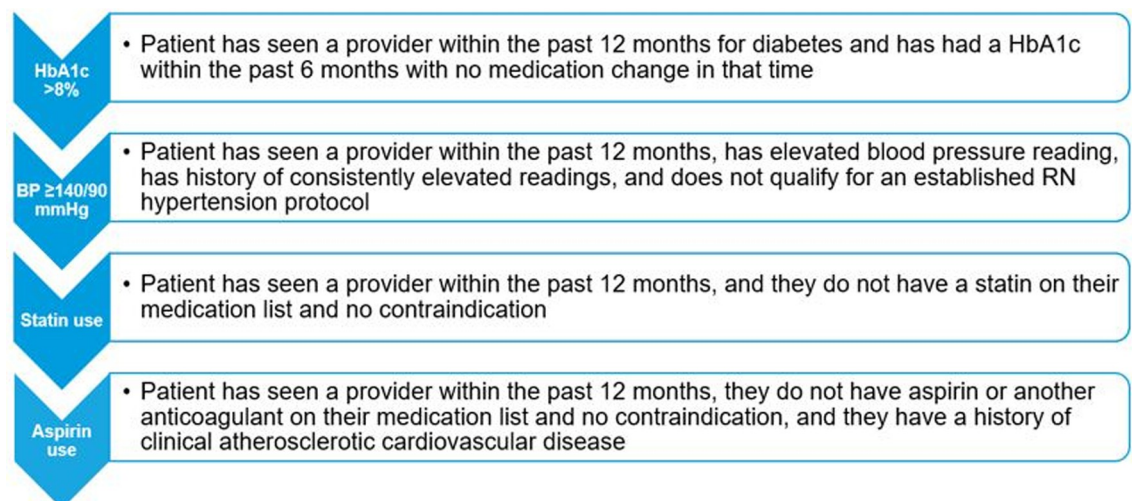 HbA1c
>8%
• Patient has seen a provider within the past 12 months for diabetes and has had a HbA1c
within the past 6 months with no medication change in that time
BP ≥140/90
mmHg
• Patient has seen a provider within the past 12 months, has elevated blood pressure reading,
has history of consistently elevated readings, and does not qualify for an established RN
hypertension protocol
Statin use
• Patient has seen a provider within the past 12 months, and they do not have a statin on their
medication list and no contraindication
Aspirin
use
• Patient has seen a provider within the past 12 months, they do not have aspirin or another
anticoagulant on their medication list and no contraindication, and they have a history of
clinical atherosclerotic cardiovascular disease